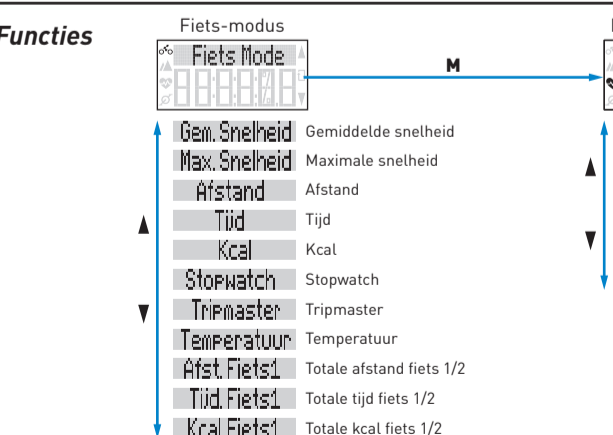 Functies
Fiets-modus
Fiets Mode
M
Gem. Snelheid Gemiddelde snelheid
Max. Snelheid Maximale snelheid
Afstand Afstand
Tijd Tijd
Kcal Kcal
Stopwatch Stopwatch
Tripmaster Tripmaster
Temperatuur Temperatuur
Afst. Fiets1 Totale afstand fiets 1/2
Tijd. Fiets1 Totale tijd fiets 1/2
Kcal Fiets1 Totale kcal fiets 1/2